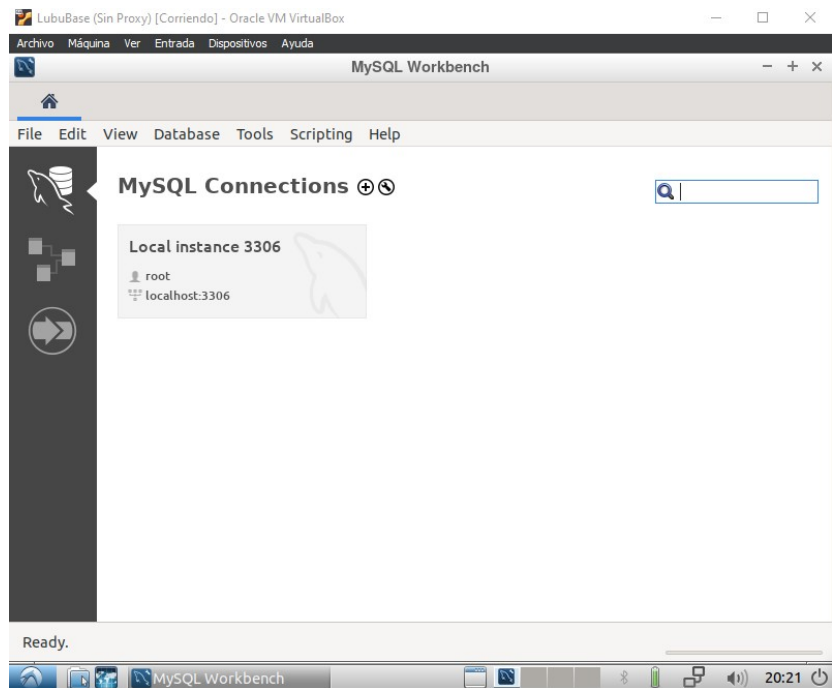 LubuBase (Sin Proxy) [Corriendo] - Oracle VM VirtualBox
Archivo Máquina Ver Entrada Dispositivos Ayuda
MySQL Workbench
File Edit View Database Tools Scripting Help
MySQL Connections
Local instance 3306
root
localhost:3306
Ready.
MySQL Workbench
20:21